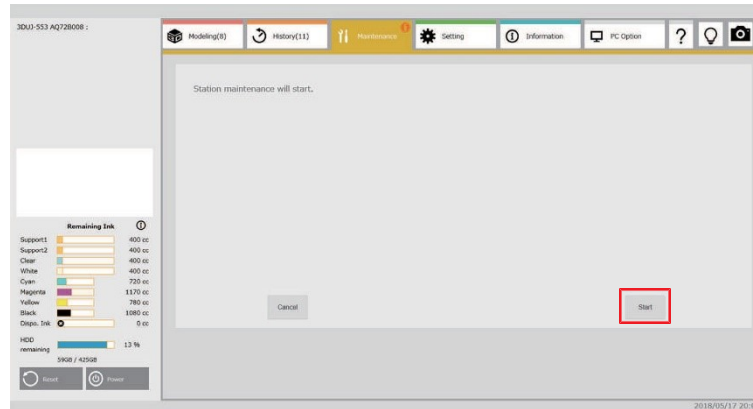 3DUJ-553 AQ72B008 :
Modeling(8)
History(11)
Maintenance
Setting
Information
PC Option
?
Station maintenance will start.
Remaining Ink
Support1 400 cc
Support2 400 cc
Clear 400 cc
White 400 cc
Cyan 720 cc
Magenta 1170 cc
Yellow 780 cc
Black 1080 cc
Dispo. Ink 0 cc
HDD
remaining
13 %
59GB / 425GB
Reset
Power
Cancel
Start
2018/05/17 20: